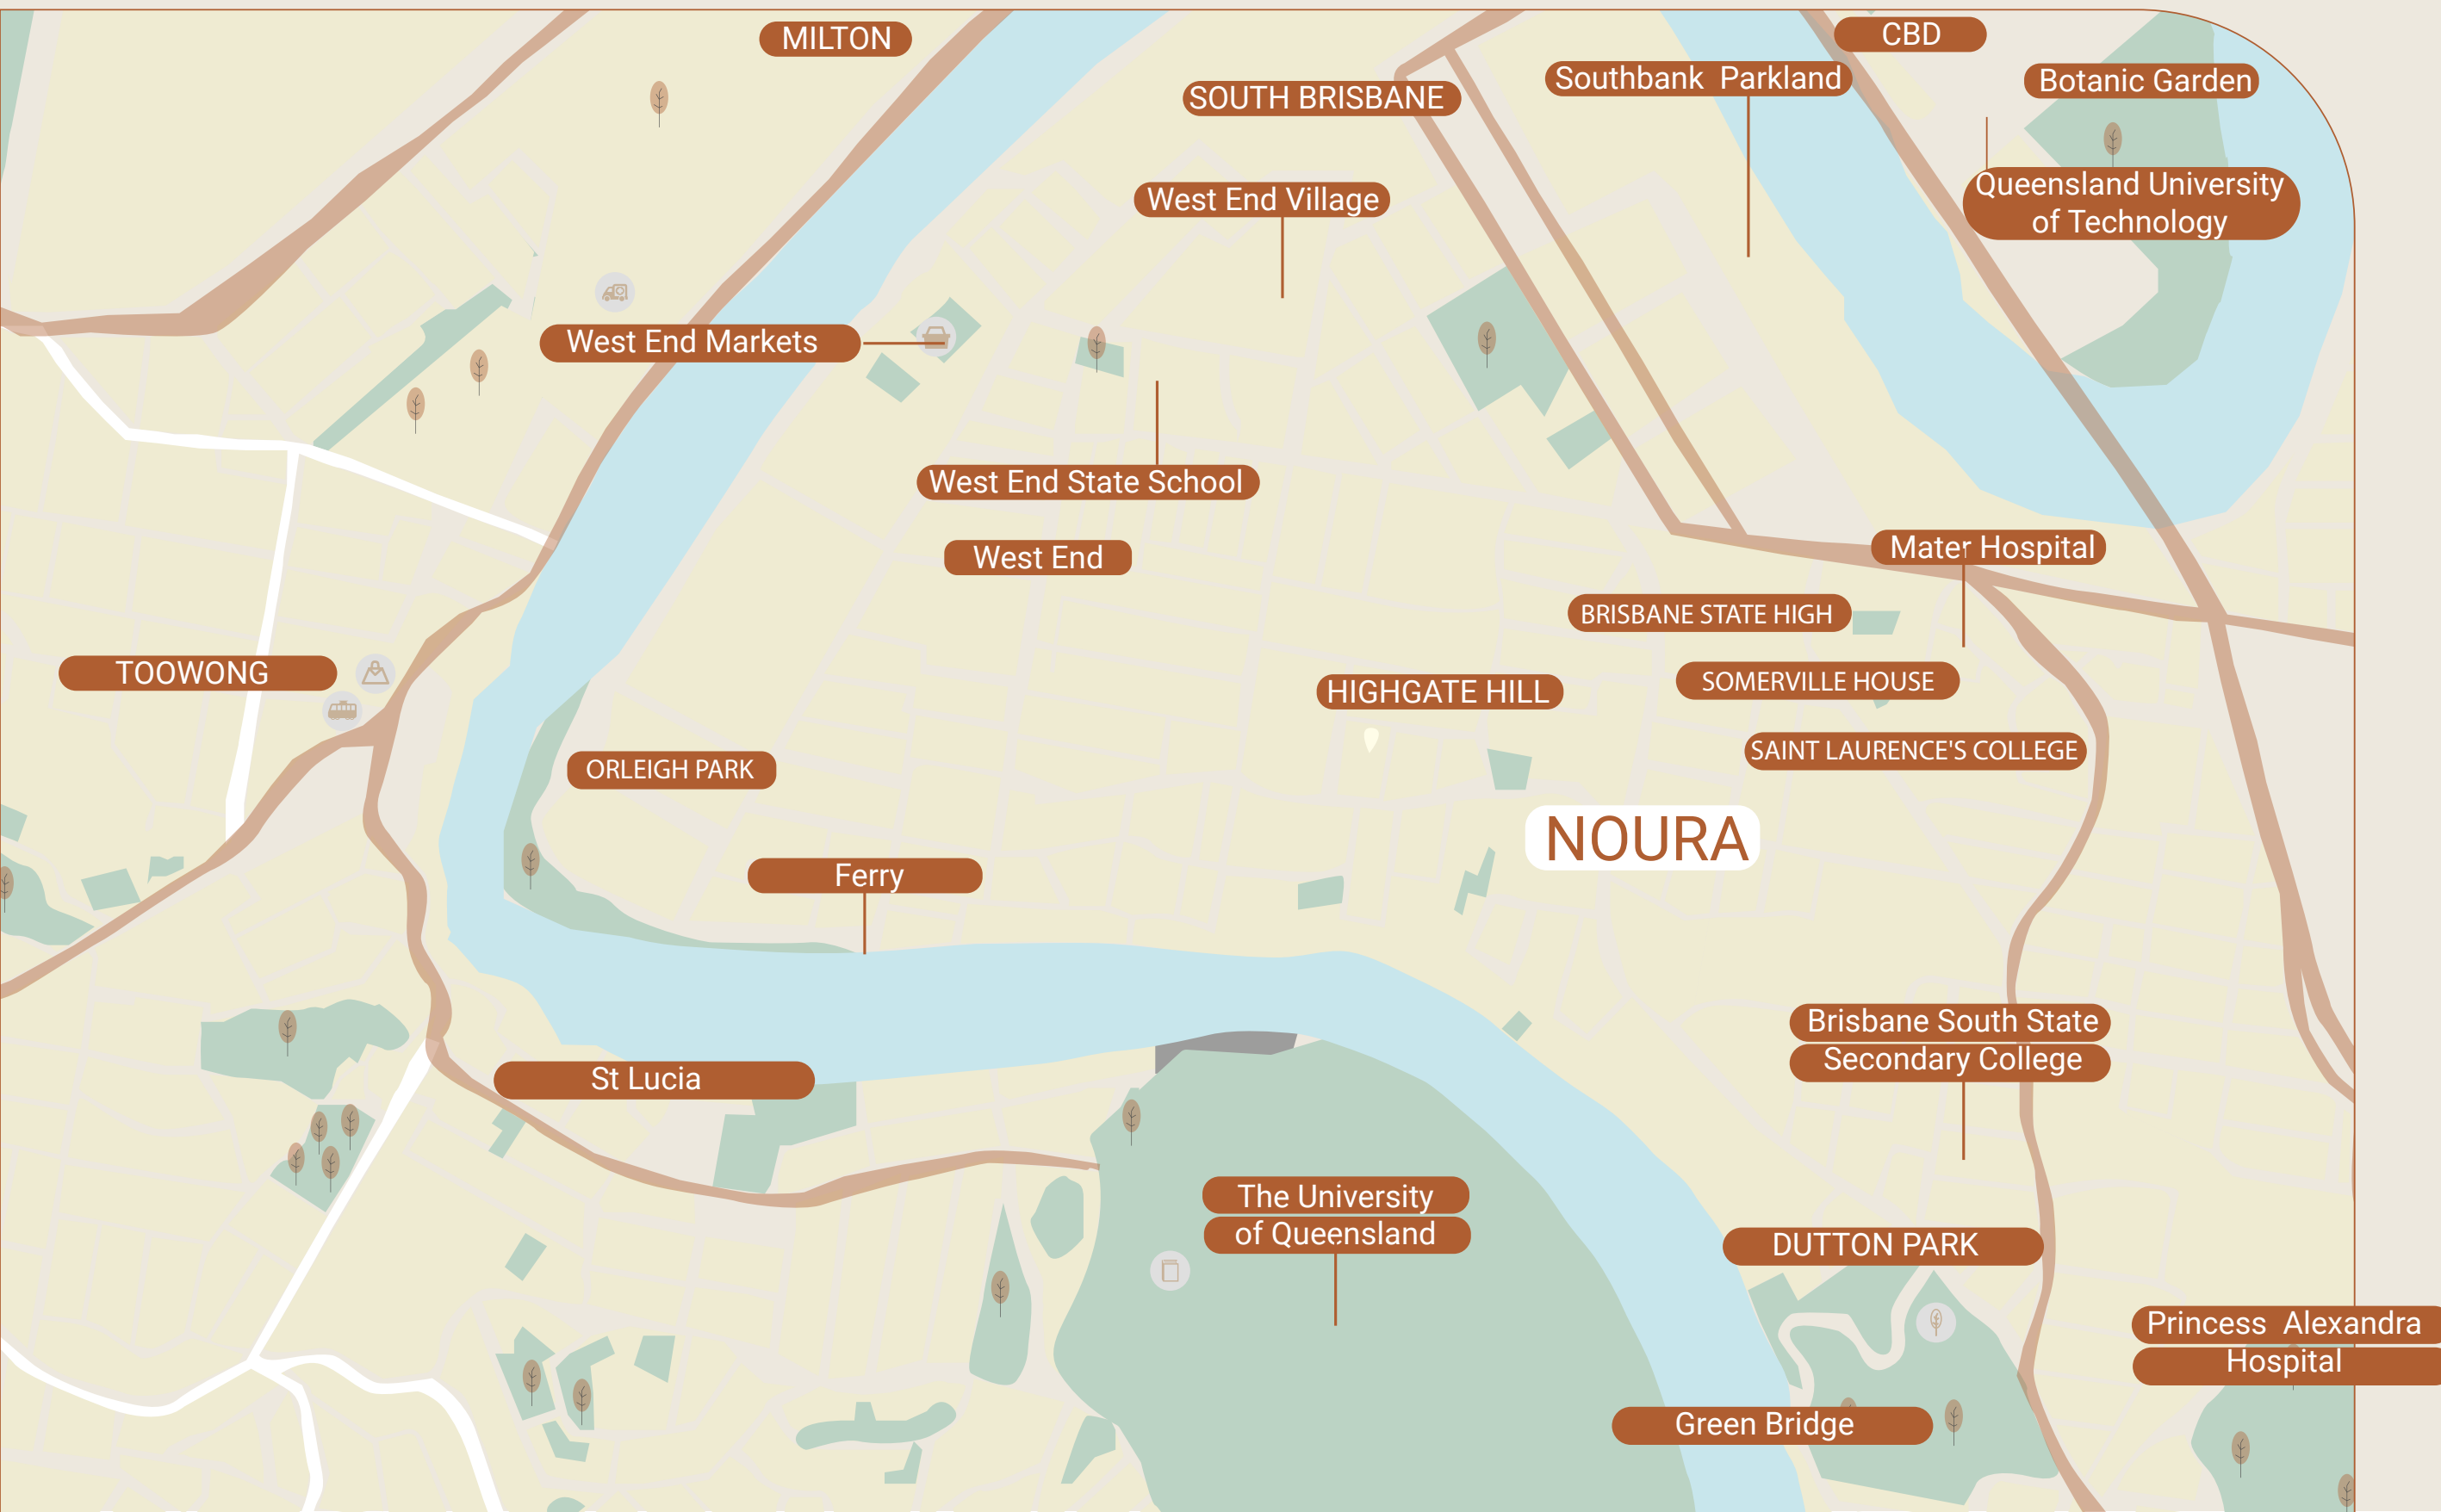 MILTON
CBD
Southbank  Parkland
Botanic Garden
SOUTH BRISBANE
Queensland University
of Technology
West End Village
West End Markets
West End State School
West End
Mater Hospital
BRISBANE STATE HIGH
TOOWONG
SOMERVILLE HOUSE
HIGHGATE HILL
SAINT LAURENCE'S COLLEGE
ORLEIGH PARK
NOURA
Ferry
Brisbane South State
Secondary College
St Lucia
The University
of Queensland
DUTTON PARK
Princess  Alexandra
Hospital
Green Bridge